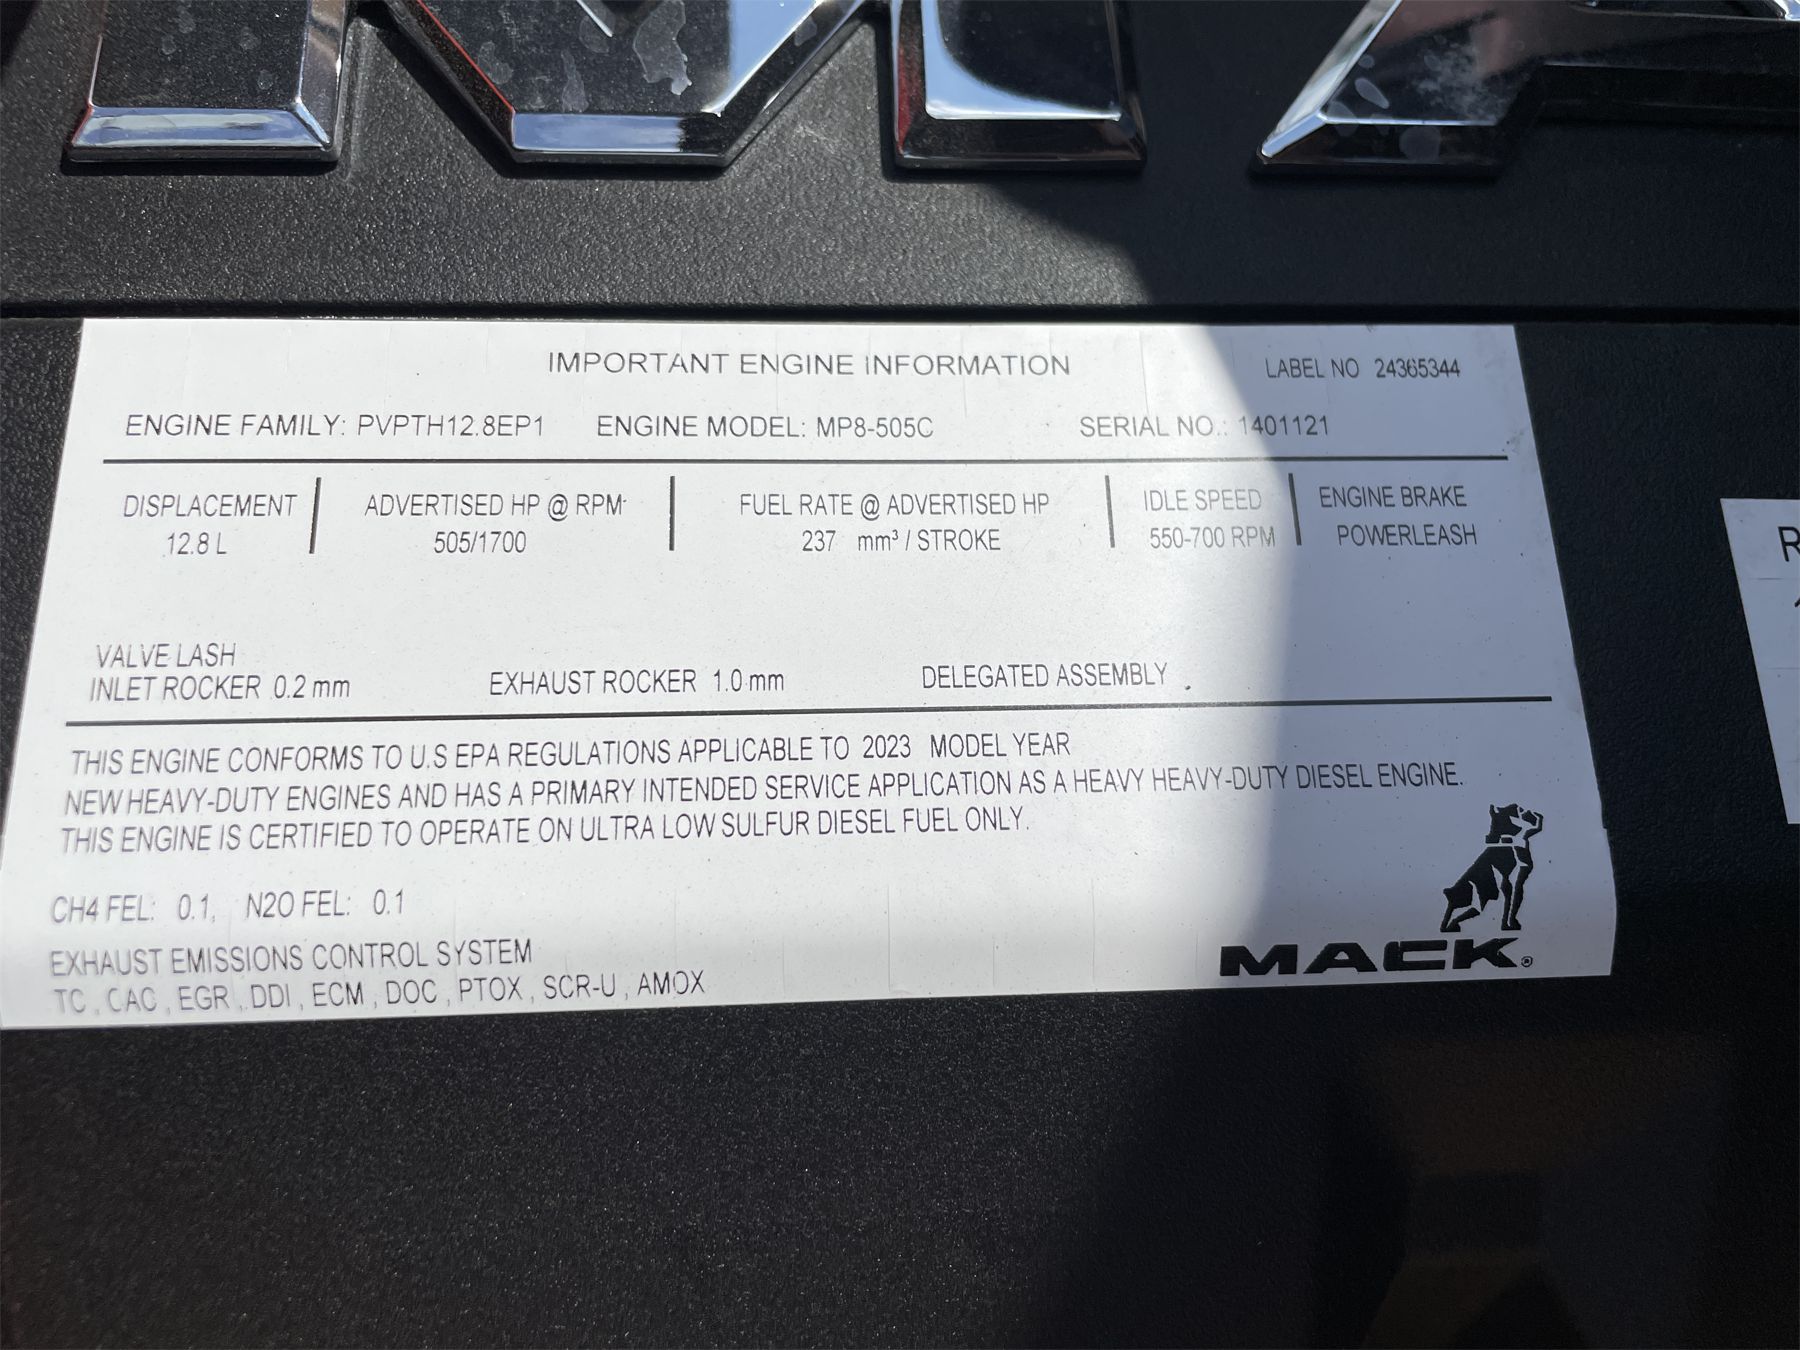 MA
IMPORTANT ENGINE INFORMATION LABEL NO 24365344
ENGINE FAMILY: PVPTH12.8EP1 ENGINE MODEL: MP8-505C SERIAL NO.: 1401121
DISPLACEMENT ADVERTISED HP @ RPM FUEL RATE @ ADVERTISED HP IDLE SPEED ENGINE BRAKE
12.8 L 505/1700 237 mm³ / STROKE 550-700 RPM POWERLEASH
VALVE LASH
INLET ROCKER 0.2 mm EXHAUST ROCKER 1.0 mm DELEGATED ASSEMBLY .
THIS ENGINE CONFORMS TO U.S EPA REGULATIONS APPLICABLE TO 2023 MODEL YEAR
NEW HEAVY-DUTY ENGINES AND HAS A PRIMARY INTENDED SERVICE APPLICATION AS A HEAVY HEAVY-DUTY DIESEL ENGINE.
THIS ENGINE IS CERTIFIED TO OPERATE ON ULTRA LOW SULFUR DIESEL FUEL ONLY.
CH4 FEL: 0.1, N2O FEL: 0.1
EXHAUST EMISSIONS CONTROL SYSTEM
TC , CAC , EGR , DDI , ECM , DOC , PTOX , SCR-U , AMOX
MACK®
R